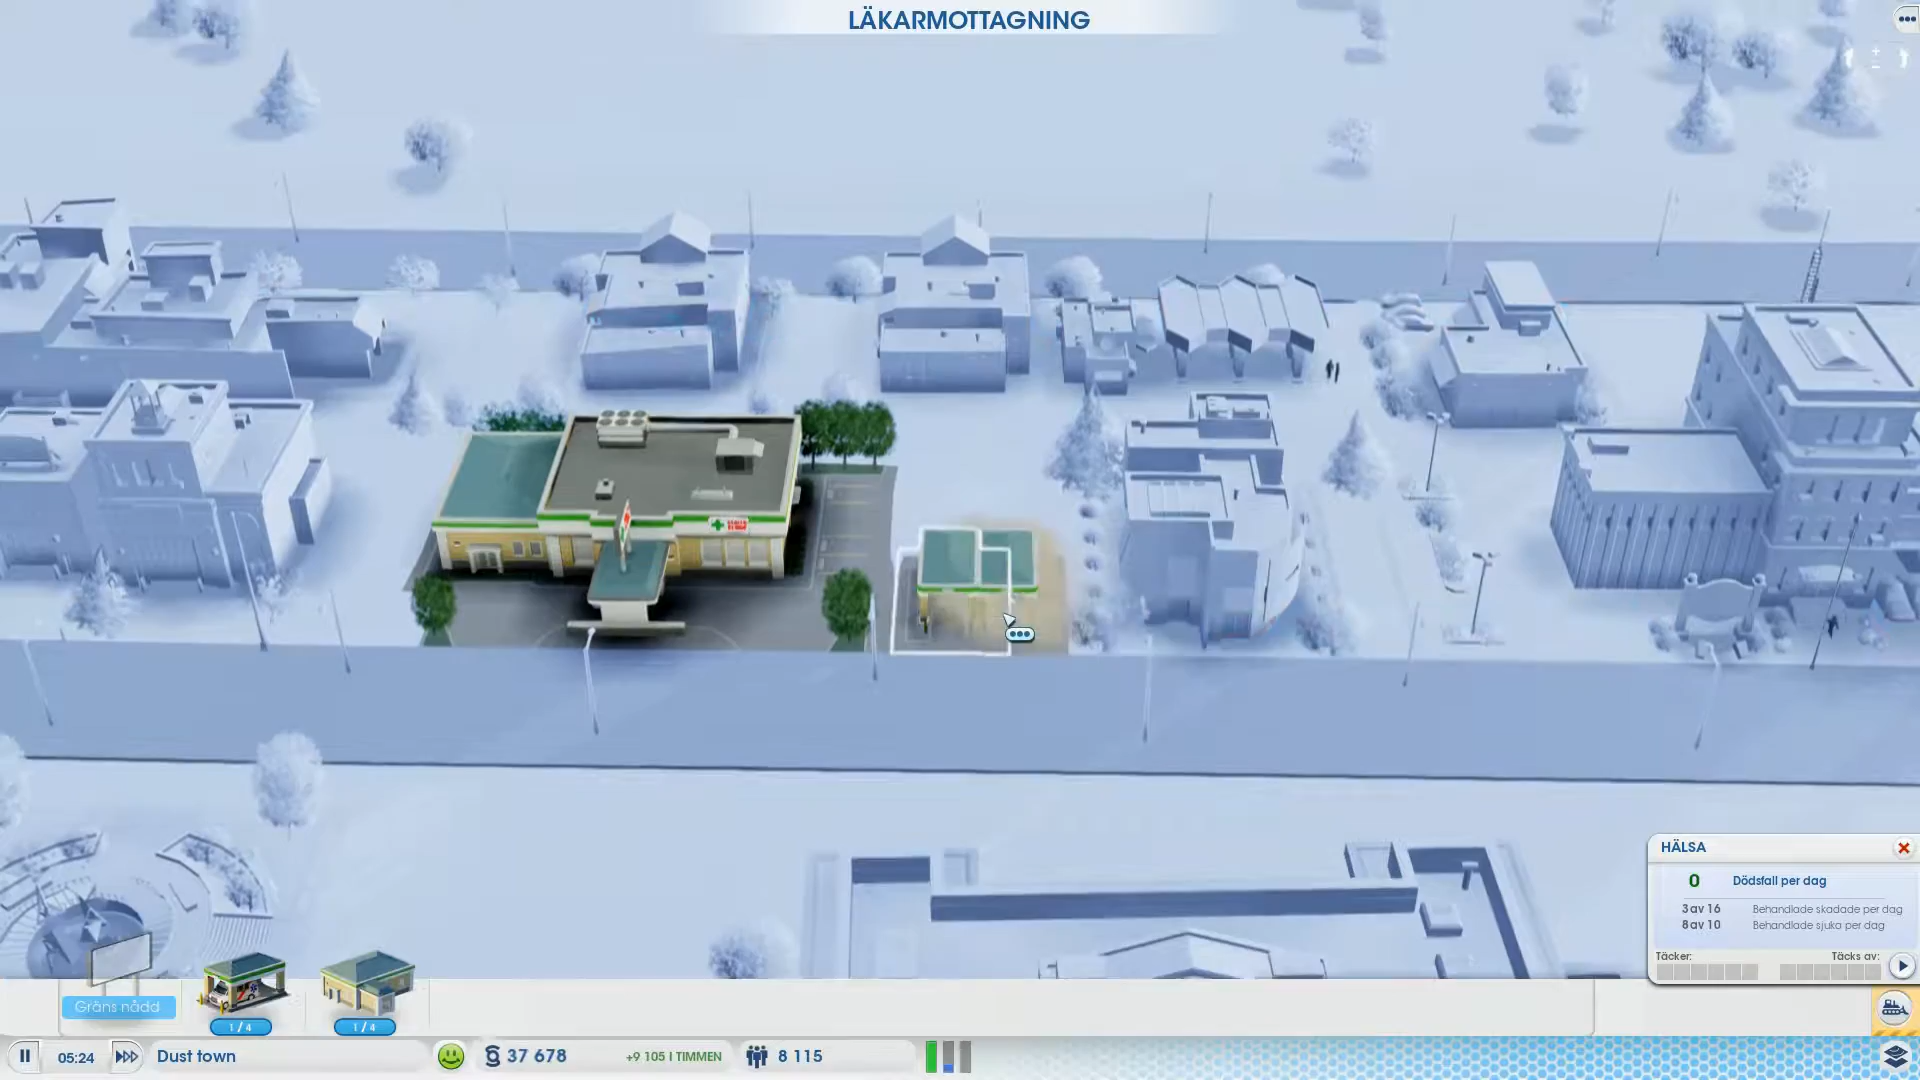 LÄKARMOTTAGNING
HÄLSA
0 Dödsfall per dag
3 av 16 Behandlade skadade per dag
8 av 10 Behandlade sjuka per dag
Täcker: Täcks av:
Gräns nådd
1 / 4
1 / 4
05:24
Dust town
37 678
+9 105 I TIMMEN
8 115